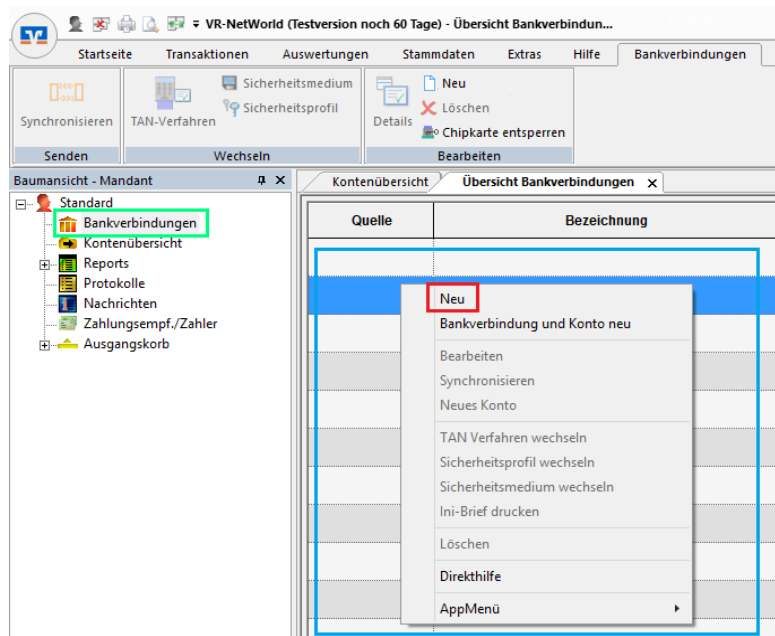 VR-NetWorld (Testversion noch 60 Tage) - Übersicht Bankverbindun...
Startseite Transaktionen Auswertungen Stammdaten Extras Hilfe Bankverbindungen
Synchronisieren
TAN-Verfahren
Sicherheitsmedium
Sicherheitsprofil
Details
Neu
Löschen
Chipkarte entsperren
Senden Wechseln Bearbeiten
Baumansicht - Mandant
Kontenübersicht Übersicht Bankverbindungen
Standard
Bankverbindungen
Kontenübersicht
Reports
Protokolle
Nachrichten
Zahlungsempf./Zahler
Ausgangskorb
Quelle Bezeichnung
Neu
Bankverbindung und Konto neu
Bearbeiten
Synchronisieren
Neues Konto
TAN Verfahren wechseln
Sicherheitsprofil wechseln
Sicherheitsmedium wechseln
Ini-Brief drucken
Löschen
Direkthilfe
AppMenü